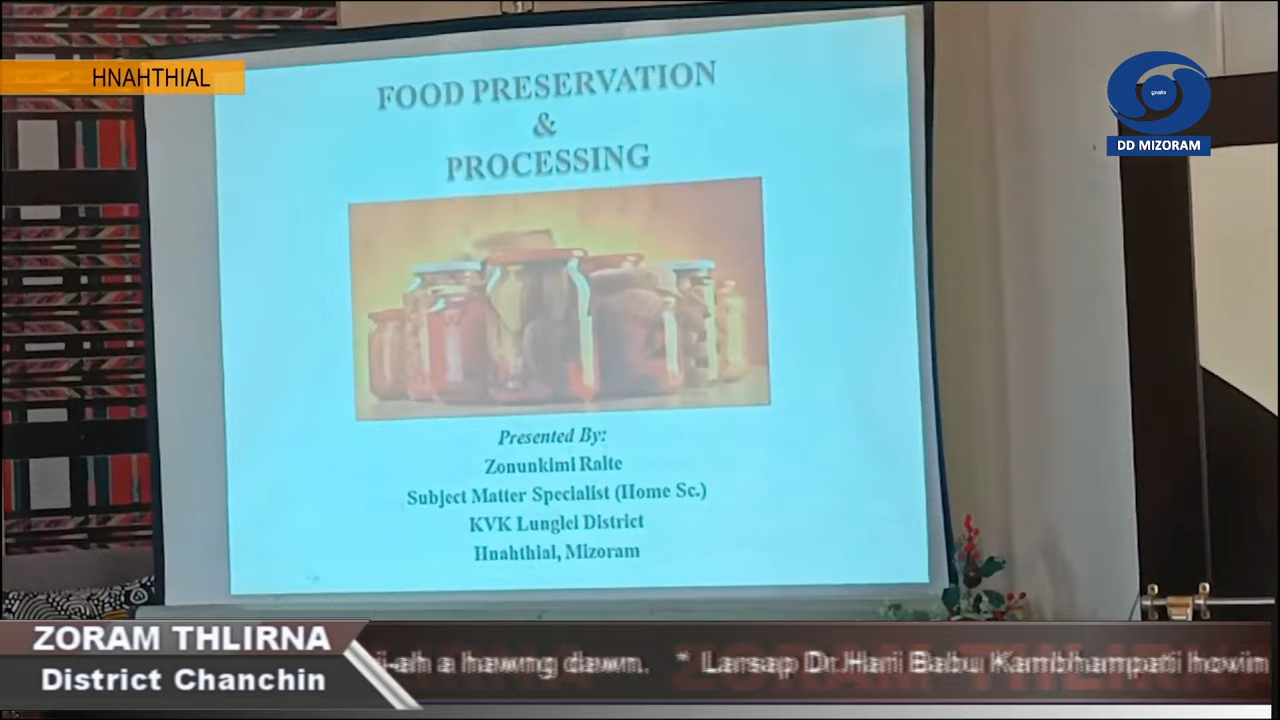 HNAHTHIAL
DD MIZORAM
FOOD PRESERVATION
&
PROCESSING
Presented By:
Zonunkimi Ralte
Subject Matter Specialist (Home Sc.)
KVK Lunglei District
Hnahthial, Mizoram
ZORAM THLIRNA
District Chanchin
i-ah a hawng dawn. * Larsap Dr.Hari Babu Kambhampati hovin